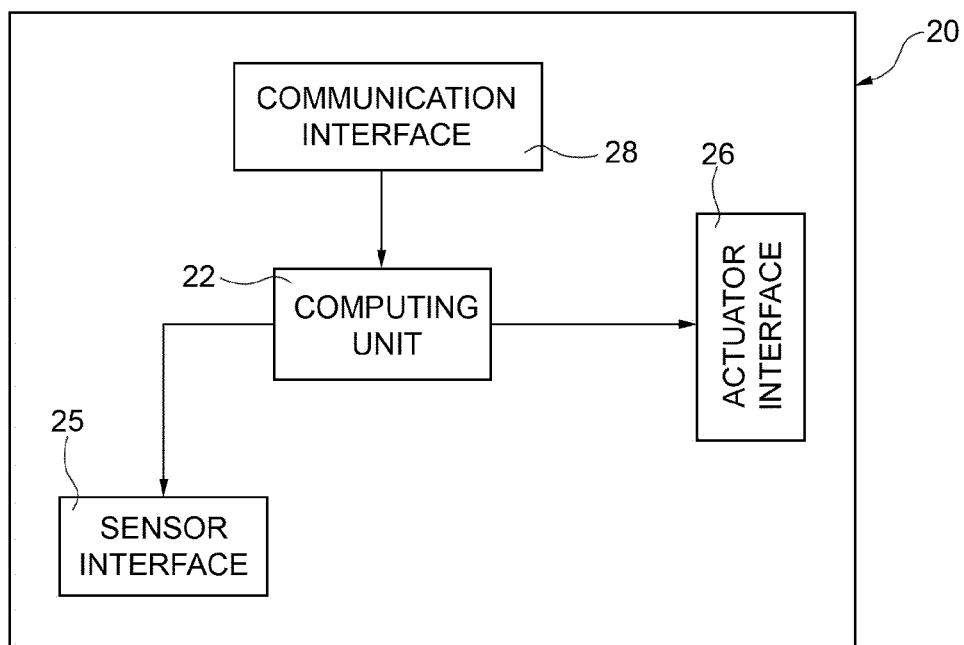 20
COMMUNICATION
INTERFACE
28
26
22
COMPUTING
UNIT
ACTUATOR
INTERFACE
25
SENSOR
INTERFACE